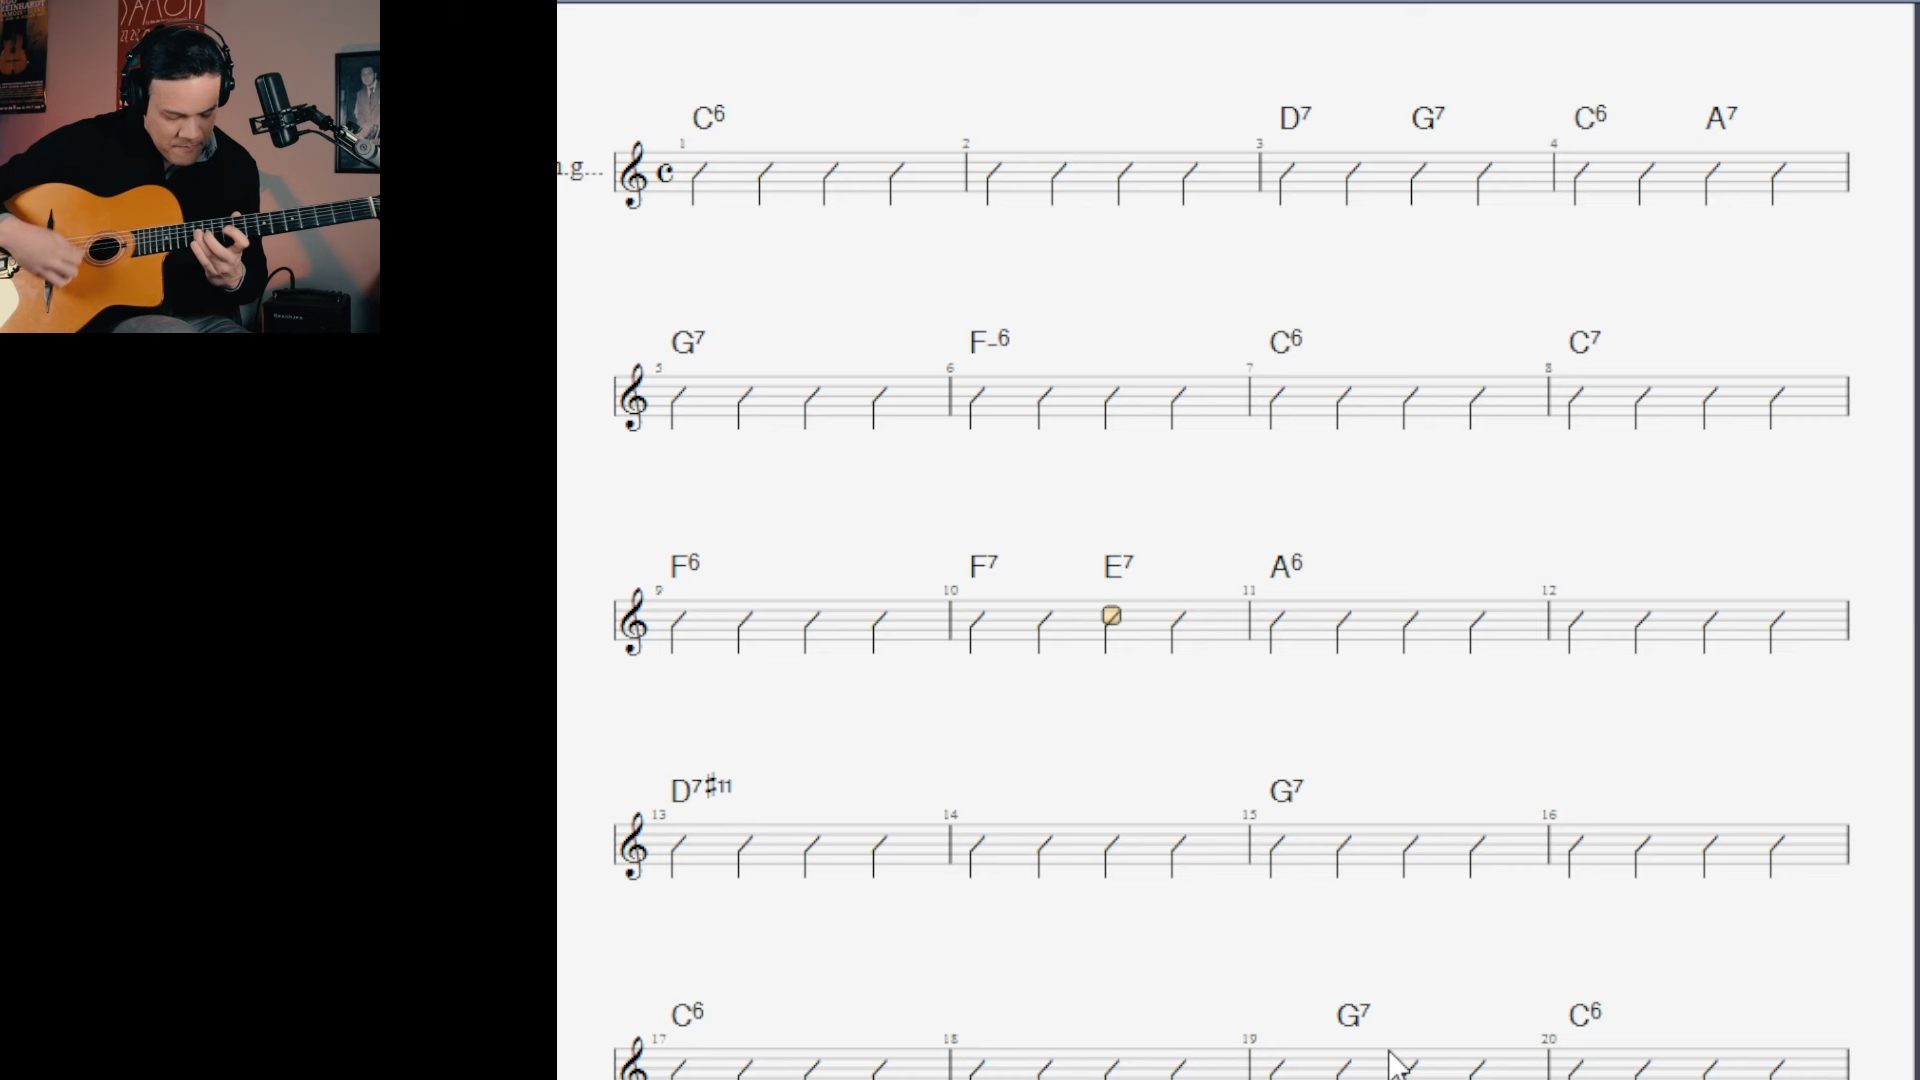 REINHARDT
SAMOIS
C6 D7 G7 C6 A7
1 2 3 4
n.g...
G7 F-6 C6 C7
5 6 7 8
F6 F7 E7 A6
9 10 11 12
D7♯11 G7
13 14 15 16
C6 G7 C6
17 18 19 20